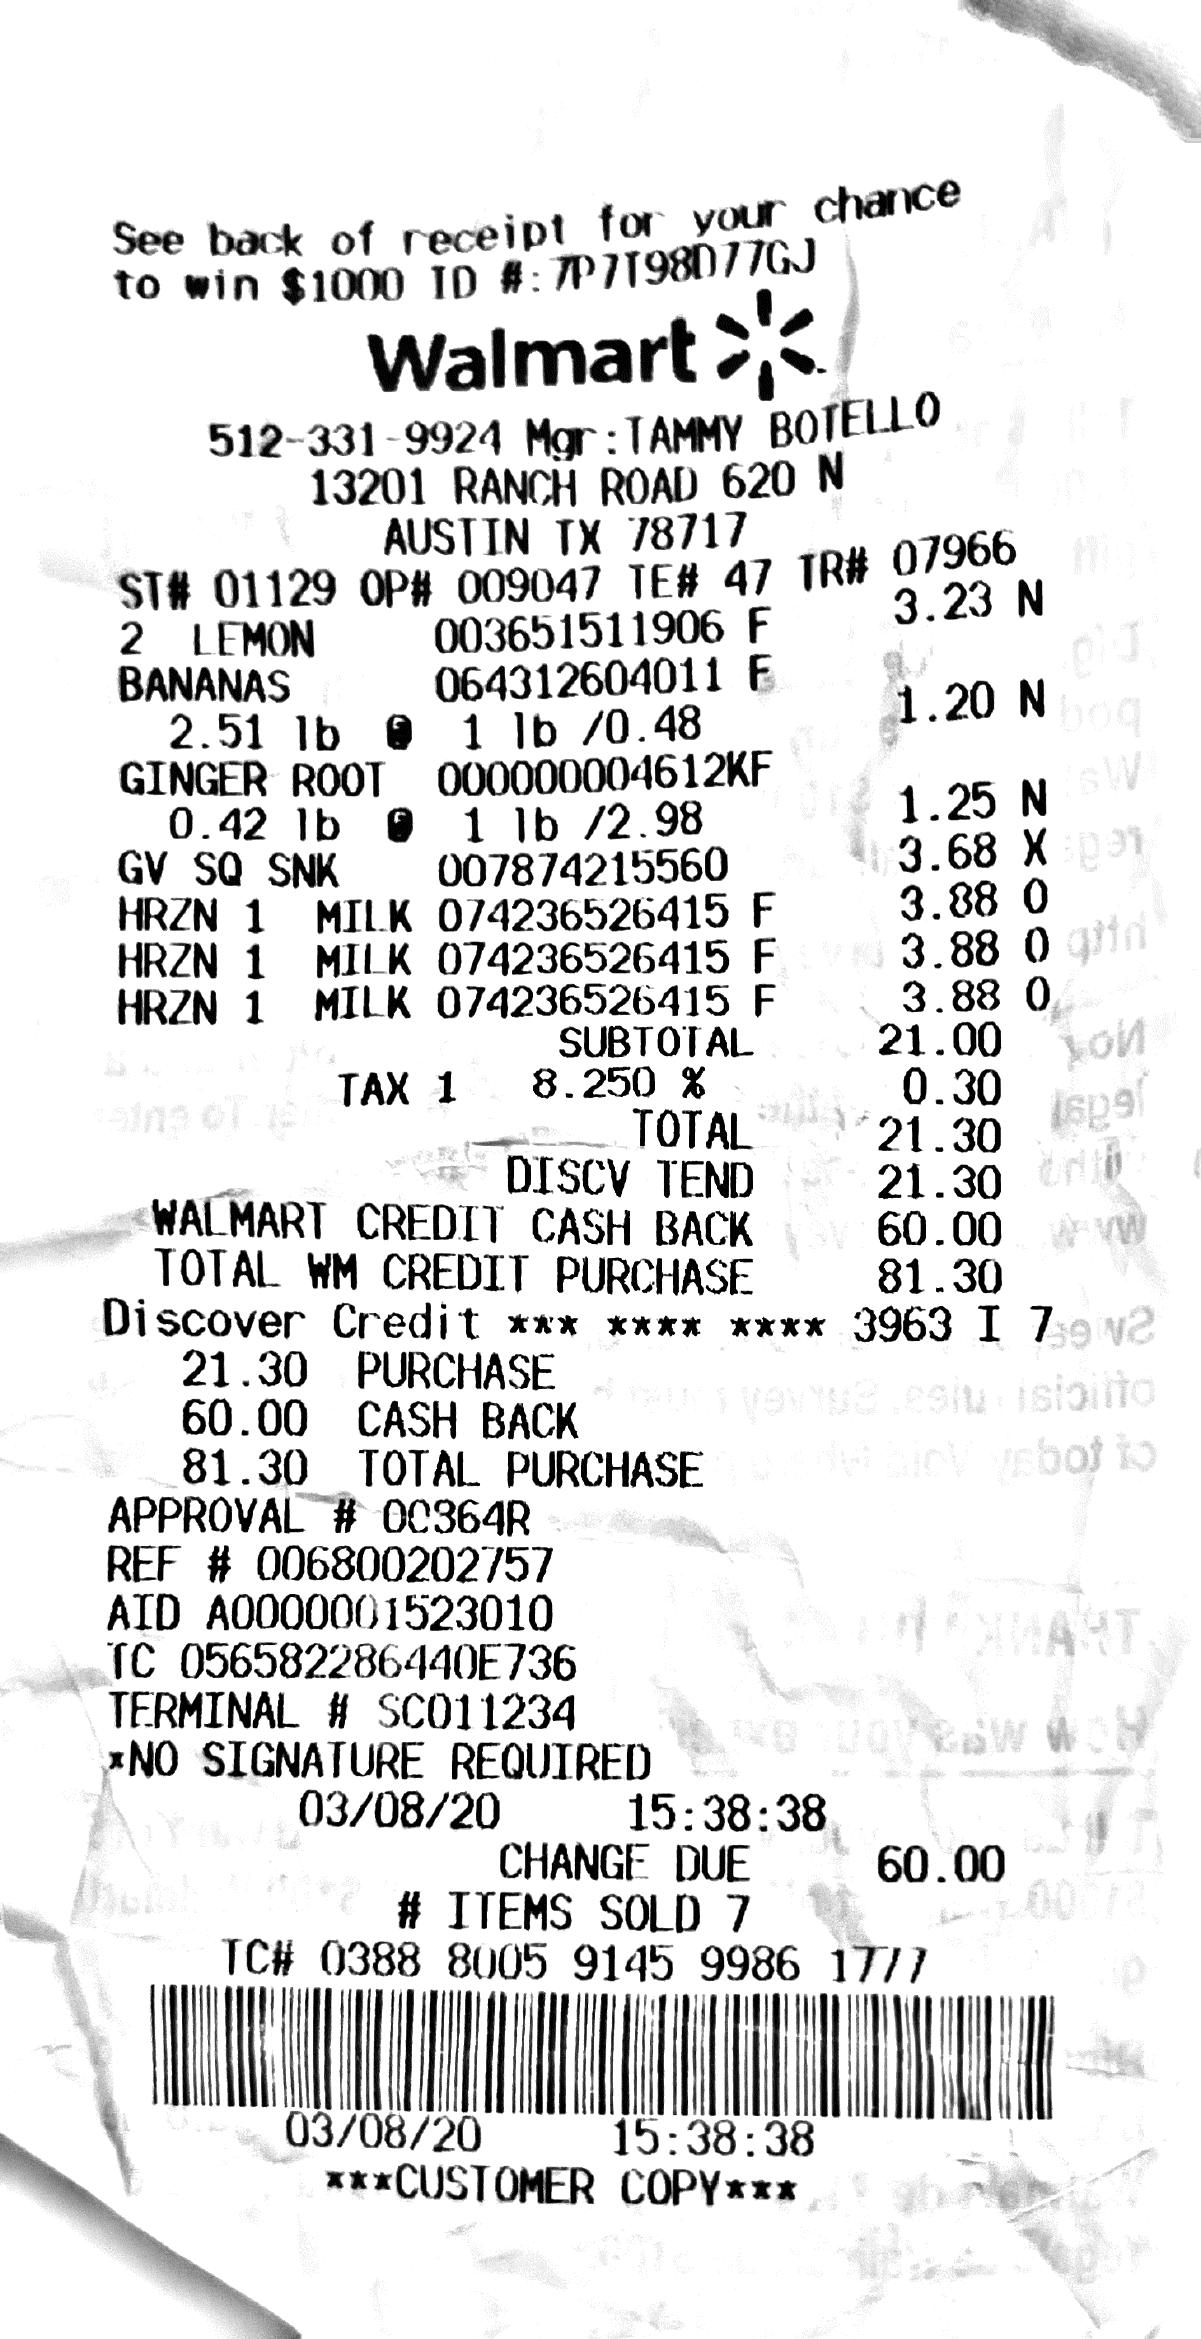 See back of receipt for your chance
to win $1000 ID #:7P7T98D77GJ
Walmart
512-331-9924 Mgr:TAMMY BOTELLO
13201 RANCH ROAD 620 N
AUSTIN TX 78717
ST# 01129 OP# 009047 TE# 47 TR# 07966
2 LEMON 003651511906 F 3.23 N
BANANAS 064312604011 F
2.51 lb @ 1 lb /0.48 1.20 N
GINGER ROOT 000000004612KF
0.42 lb @ 1 lb /2.98 1.25 N
GV SQ SNK 007874215560 3.68 X
HRZN 1 MILK 074236526415 F 3.88 O
HRZN 1 MILK 074236526415 F 3.88 O
HRZN 1 MILK 074236526415 F 3.88 O
SUBTOTAL 21.00
TAX 1 8.250 % 0.30
TOTAL 21.30
DISCV TEND 21.30
WALMART CREDIT CASH BACK 60.00
TOTAL WM CREDIT PURCHASE 81.30
Discover Credit *** **** **** 3963 I 7
21.30 PURCHASE
60.00 CASH BACK
81.30 TOTAL PURCHASE
APPROVAL # 0C364R
REF # 006800202757
AID A0000001523010
TC 056582286440E736
TERMINAL # SC011234
*NO SIGNATURE REQUIRED
03/08/20 15:38:38
CHANGE DUE 60.00
# ITEMS SOLD 7
TC# 0388 8005 9145 9986 1777
03/08/20 15:38:38
***CUSTOMER COPY***